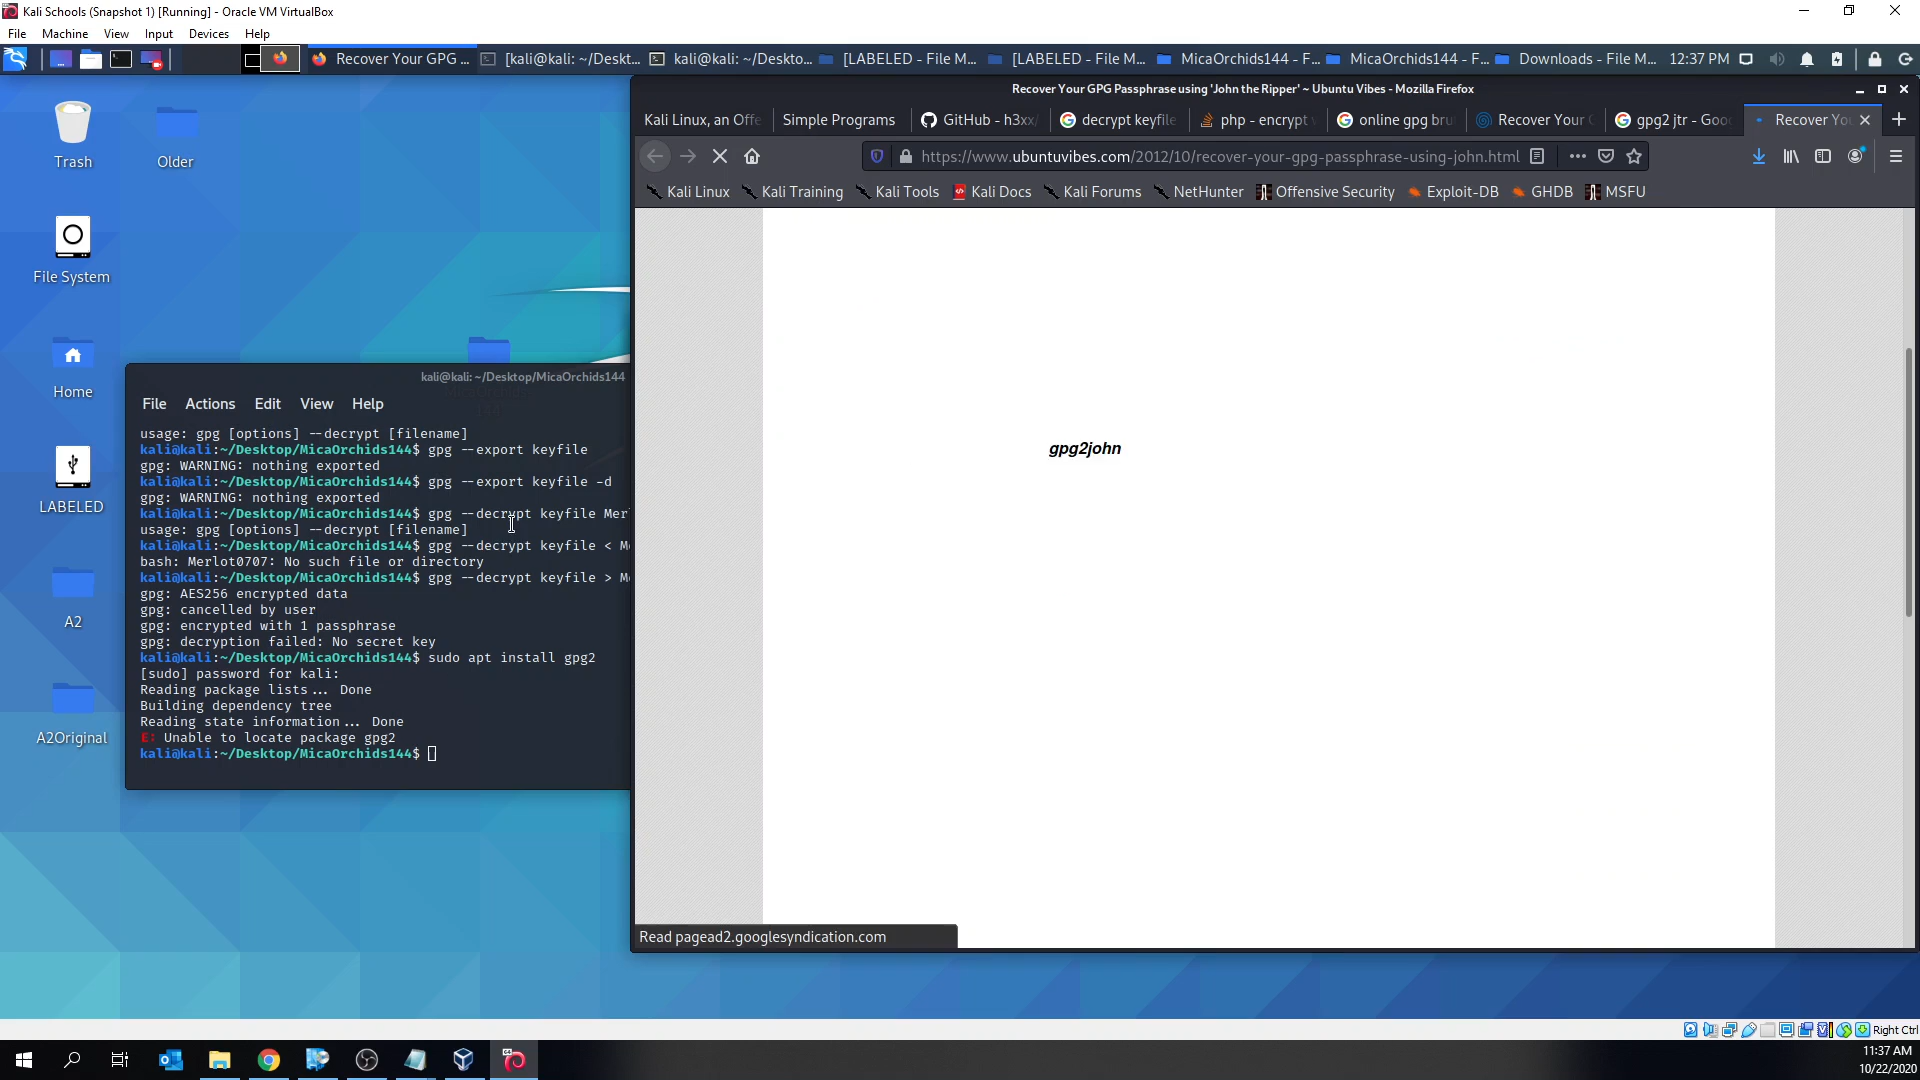 Kali Schools (Snapshot 1) [Running] - Oracle VM VirtualBox
File Machine View Input Devices Help
Recover Your GPG ... [kali@kali: ~/Deskt... kali@kali: ~/Deskto... [LABELED - File M... [LABELED - File M... MicaOrchids144 - F... MicaOrchids144 - F... Downloads - File M... 12:37 PM
Recover Your GPG Passphrase using 'John the Ripper' ~ Ubuntu Vibes - Mozilla Firefox
Kali Linux, an Offe Simple Programs GitHub - h3xx/ decrypt keyfile php - encrypt online gpg bru Recover Your gpg2 jtr - Goo Recover Yo
https://www.ubuntuvibes.com/2012/10/recover-your-gpg-passphrase-using-john.html
Kali Linux Kali Training Kali Tools Kali Docs Kali Forums NetHunter Offensive Security Exploit-DB GHDB MSFU
Trash
Older
File System
Home
LABELED
A2
A2Original
kali@kali: ~/Desktop/MicaOrchids144
File Actions Edit View Help
usage: gpg [options] --decrypt [filename]
kali@kali:~/Desktop/MicaOrchids144$ gpg --export keyfile
gpg: WARNING: nothing exported
kali@kali:~/Desktop/MicaOrchids144$ gpg --export keyfile -d
gpg: WARNING: nothing exported
kali@kali:~/Desktop/MicaOrchids144$ gpg --decrypt keyfile Mer
usage: gpg [options] --decrypt [filename]
kali@kali:~/Desktop/MicaOrchids144$ gpg --decrypt keyfile < M
bash: Merlot0707: No such file or directory
kali@kali:~/Desktop/MicaOrchids144$ gpg --decrypt keyfile > M
gpg: AES256 encrypted data
gpg: cancelled by user
gpg: encrypted with 1 passphrase
gpg: decryption failed: No secret key
kali@kali:~/Desktop/MicaOrchids144$ sudo apt install gpg2
[sudo] password for kali:
Reading package lists... Done
Building dependency tree
Reading state information... Done
E: Unable to locate package gpg2
kali@kali:~/Desktop/MicaOrchids144$
gpg2john
Read pagead2.googlesyndication.com
Right Ctrl
11:37 AM
10/22/2020